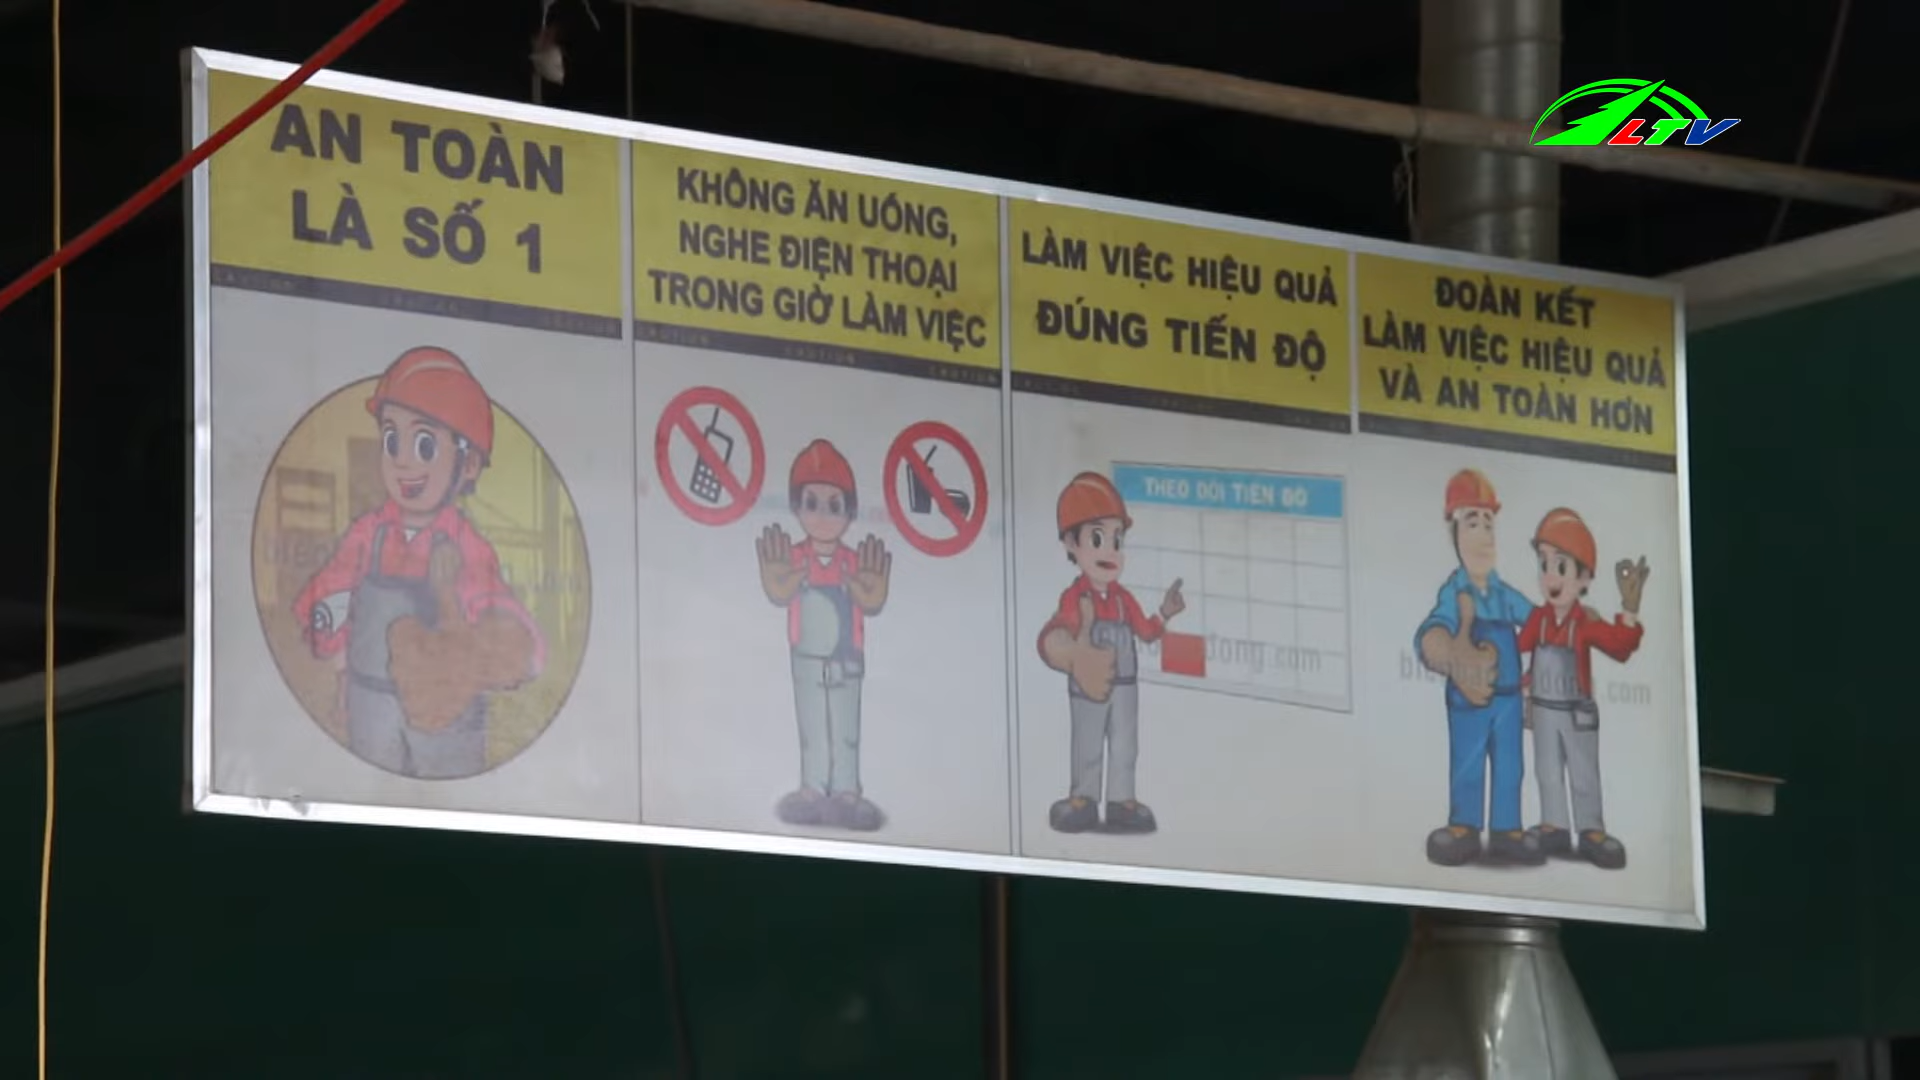 LTV
AN TOÀN
LÀ SỐ 1
KHÔNG ĂN UỐNG,
NGHE ĐIỆN THOẠI
TRONG GIỜ LÀM VIỆC
LÀM VIỆC HIỆU QUẢ
ĐÚNG TIẾN ĐỘ
THEO DÕI TIẾN ĐỘ
ĐOÀN KẾT
LÀM VIỆC HIỆU QUẢ
VÀ AN TOÀN HƠN